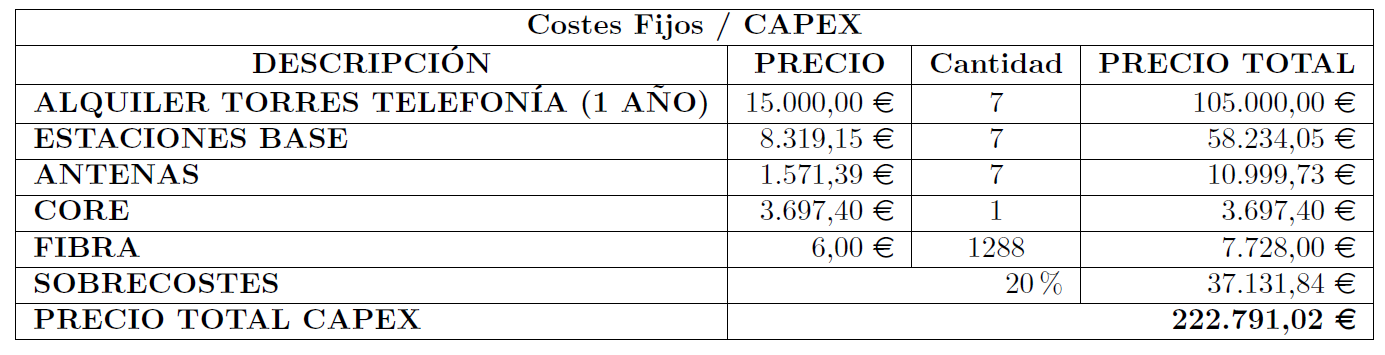 Costes Fijos / CAPEX
DESCRIPCIÓN PRECIO Cantidad PRECIO TOTAL
ALQUILER TORRES TELEFONÍA (1 AÑO) 15.000,00 € 7 105.000,00 €
ESTACIONES BASE 8.319,15 € 7 58.234,05 €
ANTENAS 1.571,39 € 7 10.999,73 €
CORE 3.697,40 € 1 3.697,40 €
FIBRA 6,00 € 1288 7.728,00 €
SOBRECOSTES 20 % 37.131,84 €
PRECIO TOTAL CAPEX 222.791,02 €